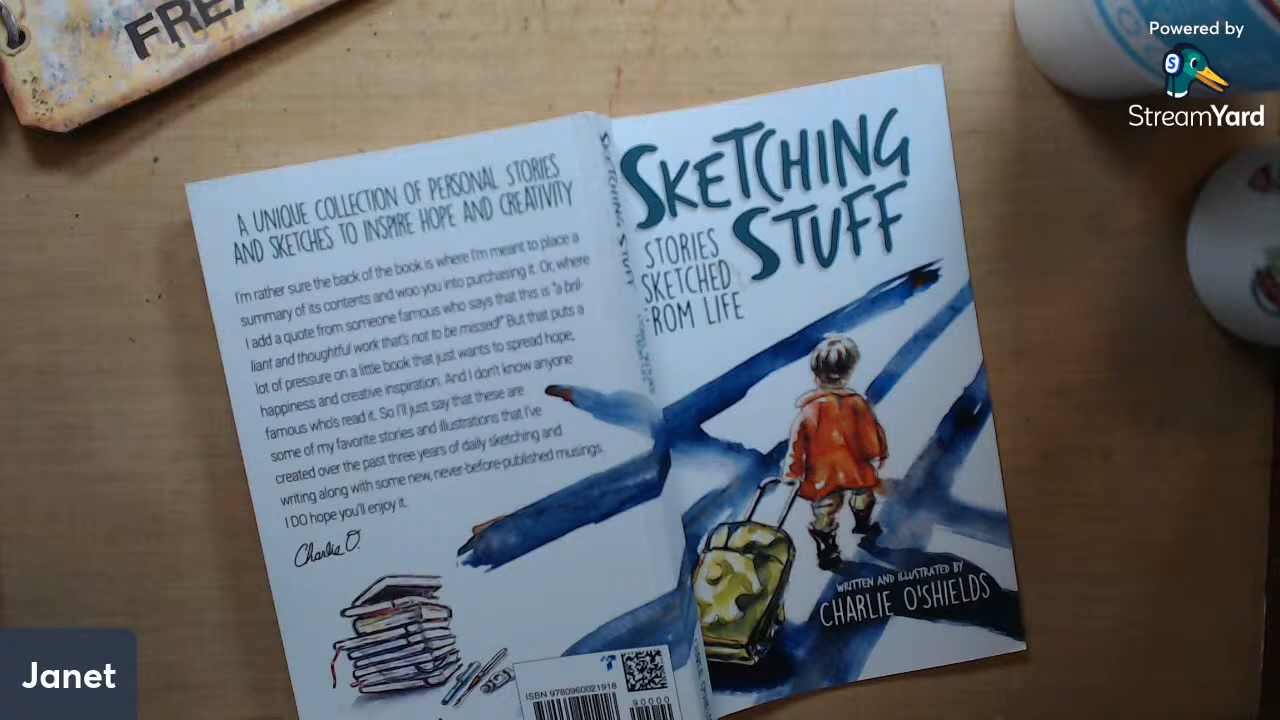 FREA
Powered by
StreamYard
A UNIQUE COLLECTION OF PERSONAL STORIES
AND SKETCHES TO INSPIRE HOPE AND CREATIVITY
I'm rather sure the back of the book is where I'm meant to place a
summary of its contents and woo you into purchasing it. Or, where
I add a quote from someone famous who says that this is "a bril-
liant and thoughtful work that's not to be missed!" But that puts a
lot of pressure on a little book that just wants to spread hope,
happiness and creative inspiration. And I don't know anyone
famous who's read it. So I'll just say that these are
some of my favorite stories and illustrations that I've
created over the past three years of daily sketching and
writing along with some new, never-before-published musings.
I DO hope you'll enjoy it.
Charlie O.
ISBN 9780960021918
90000
SKETCHING STUFF
SKETCHING
STUFF
STORIES
SKETCHED
FROM LIFE
WRITTEN AND ILLUSTRATED BY
CHARLIE O'SHIELDS
Janet